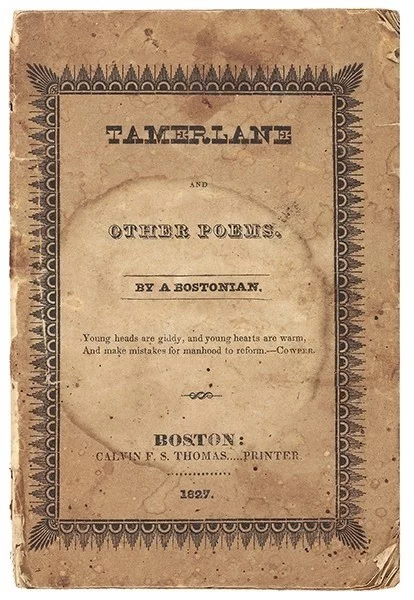 TAMERLANE
AND
OTHER POEMS.
BY A BOSTONIAN.
Young heads are giddy, and young hearts are warm,
And make mistakes for manhood to reform.—COWPER.
BOSTON:
CALVIN F. S. THOMAS.....PRINTER
1827.